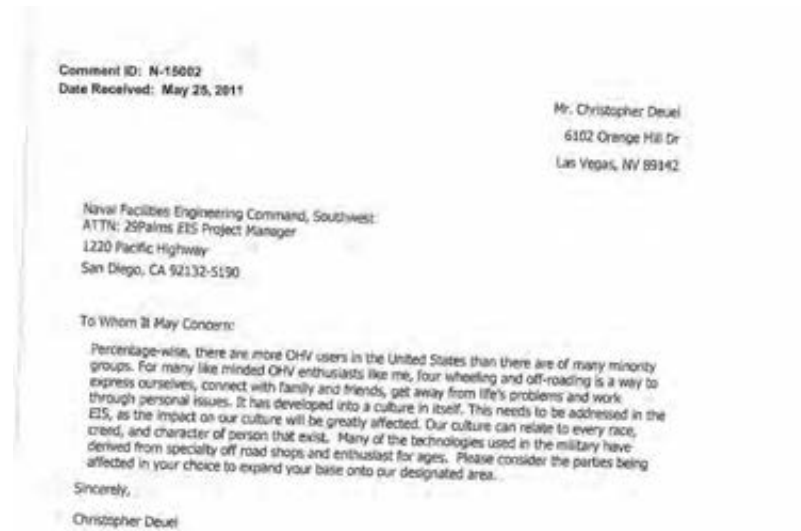 Comment ID: N-15002
Date Received: May 25, 2011
Mr. Christopher Deuel
6102 Orange Hill Dr
Las Vegas, NV 89142
Naval Facilities Engineering Command, Southwest
ATTN: 29Palms EIS Project Manager
1220 Pacific Highway
San Diego, CA 92132-5190
To Whom It May Concern:
Percentage-wise, there are more OHV users in the United States than there are of many minority
groups. For many like minded OHV enthusiasts like me, four wheeling and off-roading is a way to
express ourselves, connect with family and friends, get away from life's problems and work
through personal issues. It has developed into a culture in itself. This needs to be addressed in the
EIS, as the impact on our culture will be greatly affected. Our culture can relate to every race,
creed, and character of person that exist. Many of the technologies used in the military have
derived from specialty off road shops and enthusiast for ages. Please consider the parties being
affected in your choice to expand your base onto our designated area.
Sincerely,
Christopher Deuel